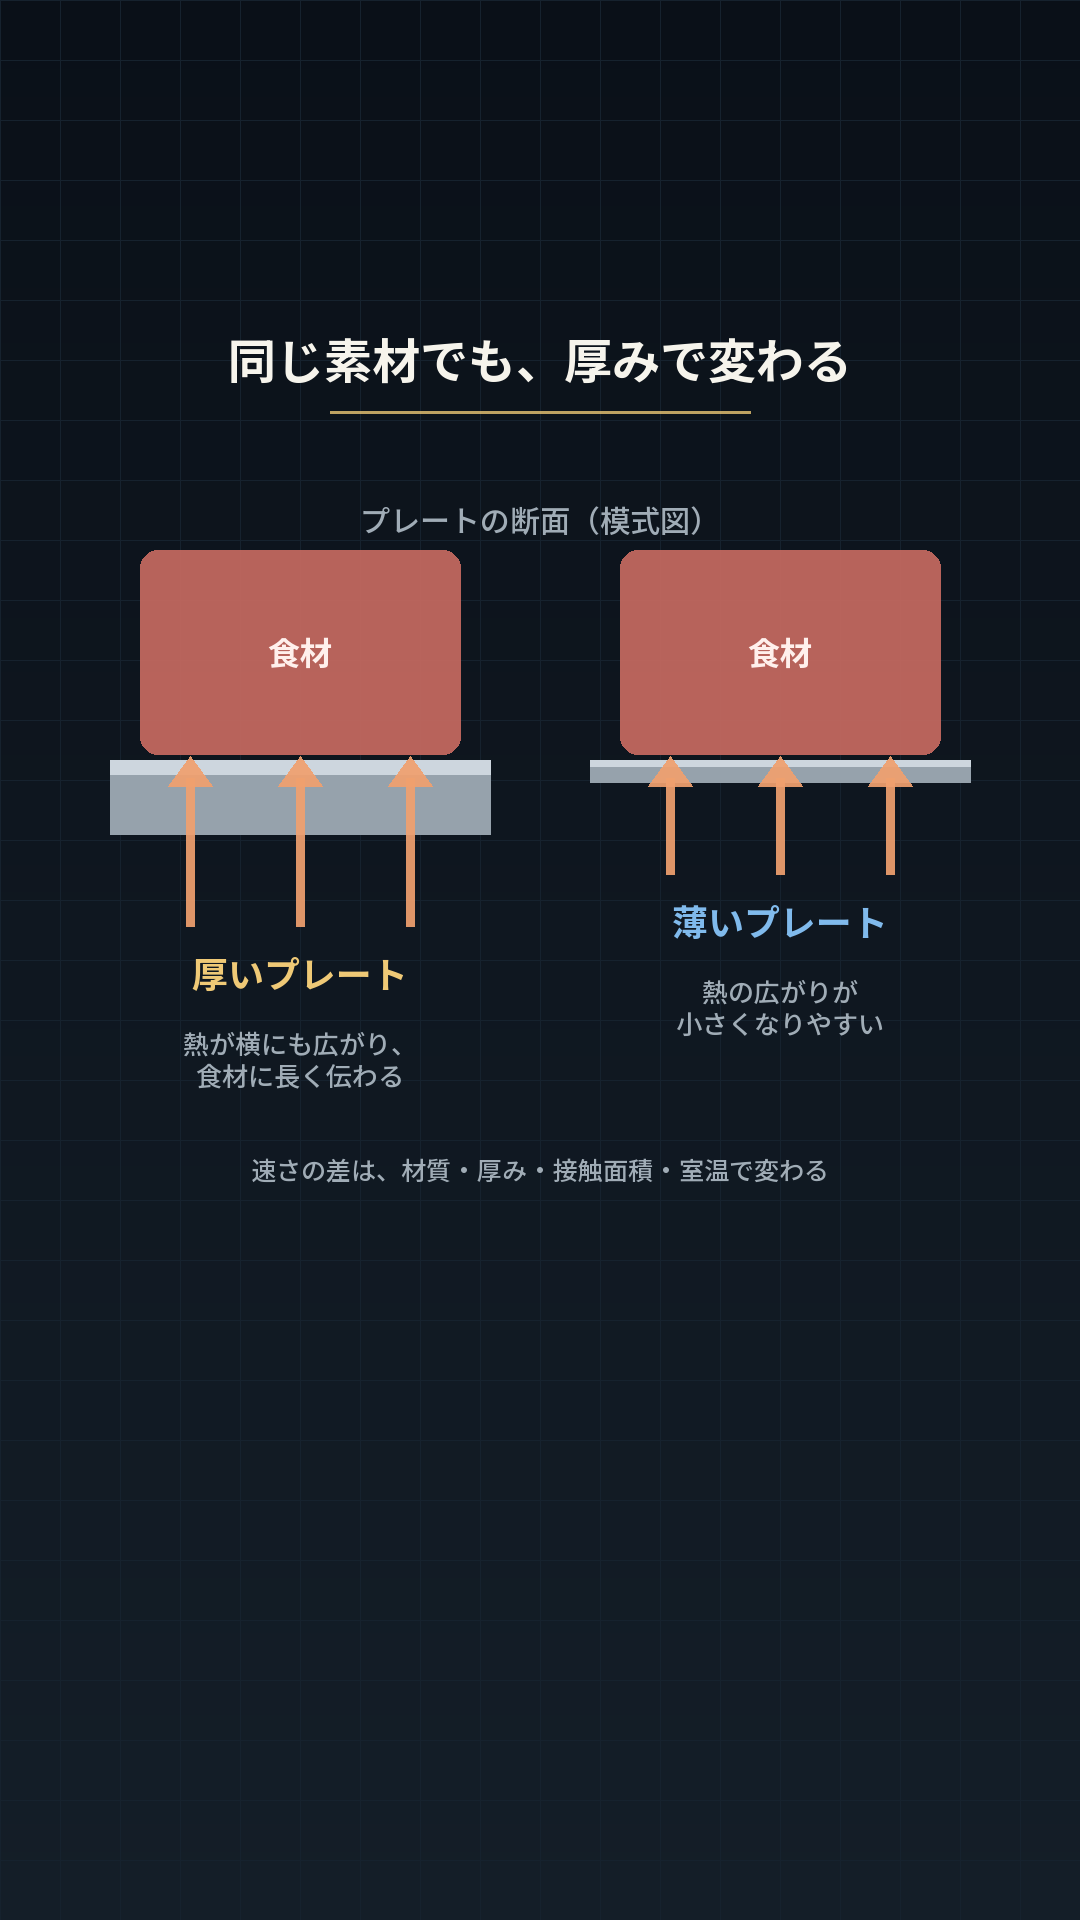 同じ素材でも、厚みで変わる
プレートの断面（模式図）
食材
食材
厚いプレート
熱が横にも広がり、
食材に長く伝わる
薄いプレート
熱の広がりが
小さくなりやすい
速さの差は、材質・厚み・接触面積・室温で変わる